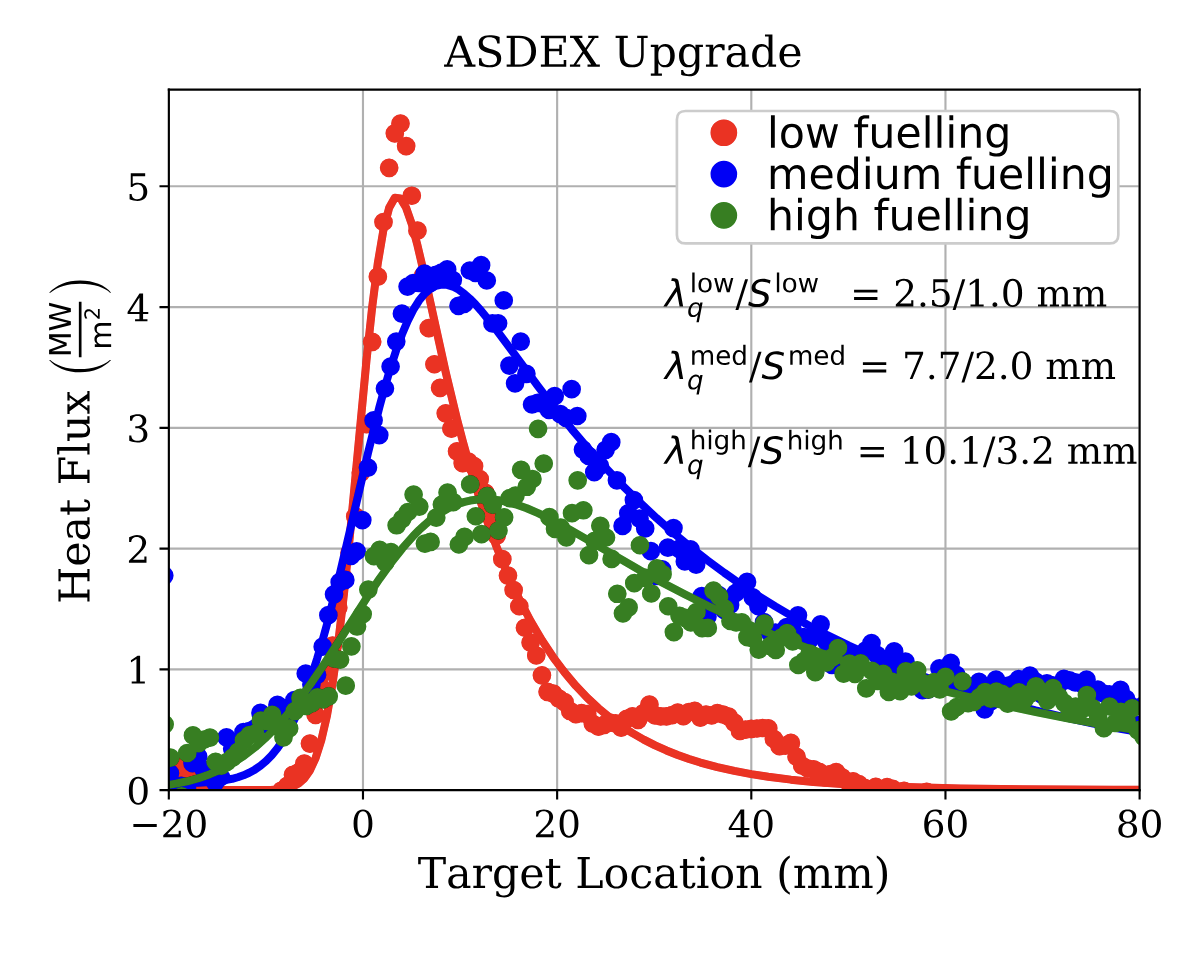 ASDEX Upgrade
Heat Flux (MW/m²)
5
4
3
2
1
0
low fuelling
medium fuelling
high fuelling
λ_q^low/S^low = 2.5/1.0 mm
λ_q^med/S^med = 7.7/2.0 mm
λ_q^high/S^high = 10.1/3.2 mm
−20 0 20 40 60 80
Target Location (mm)